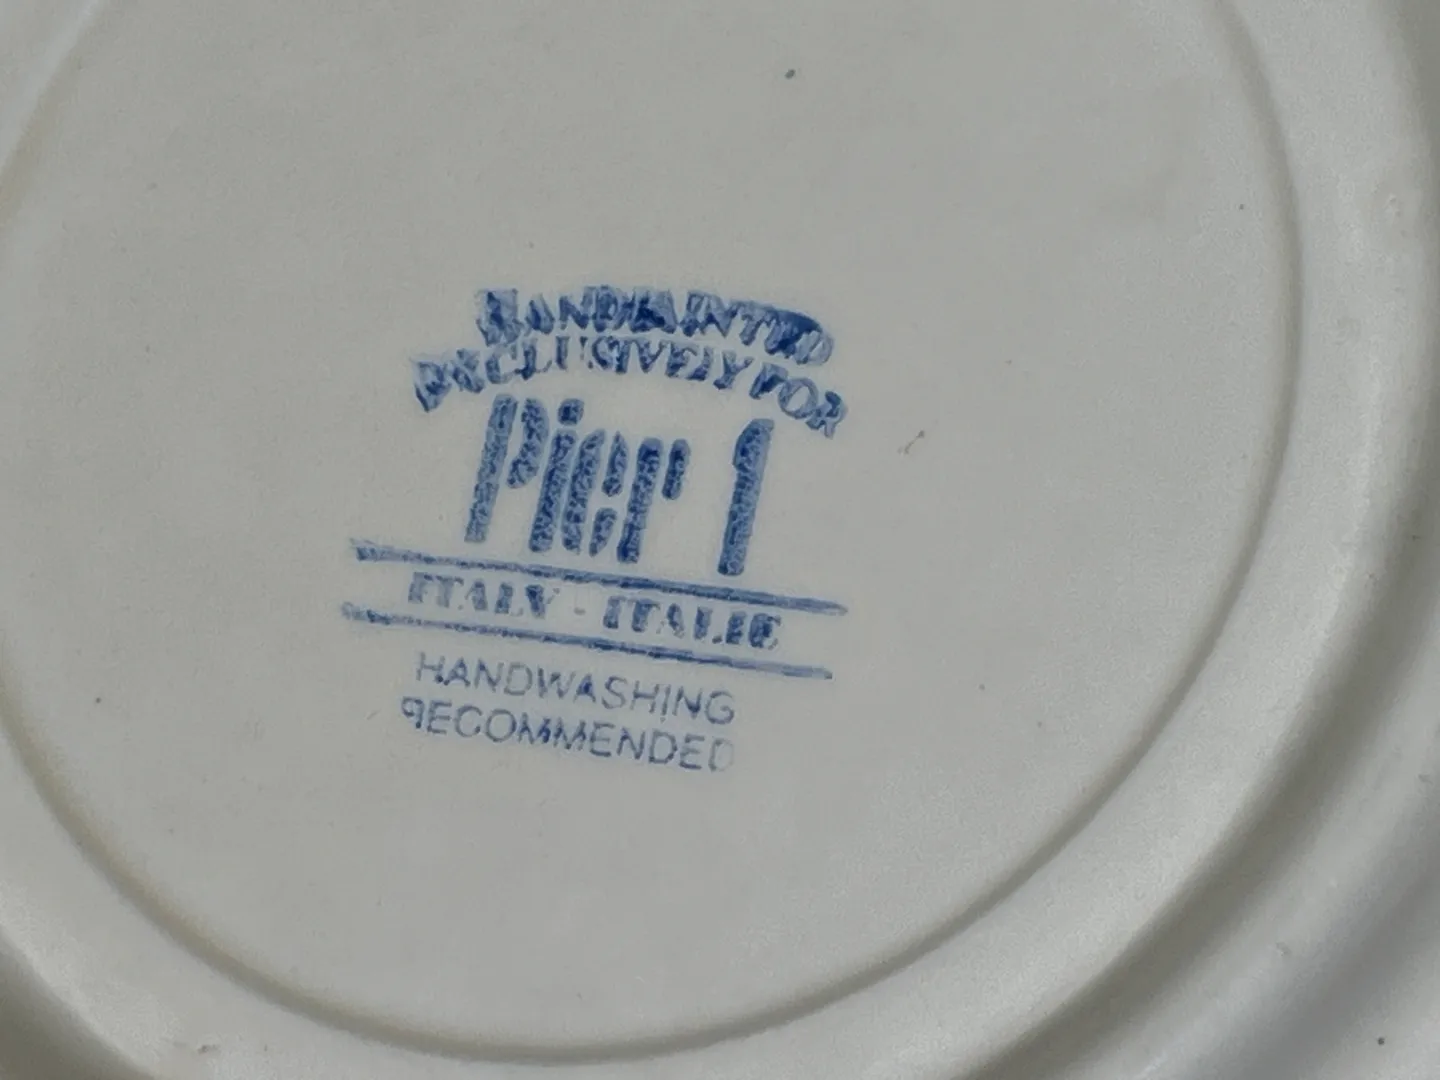 HANDPAINTED
EXCLUSIVELY FOR
Pier 1
ITALY - ITALIE
HANDWASHING
RECOMMENDED